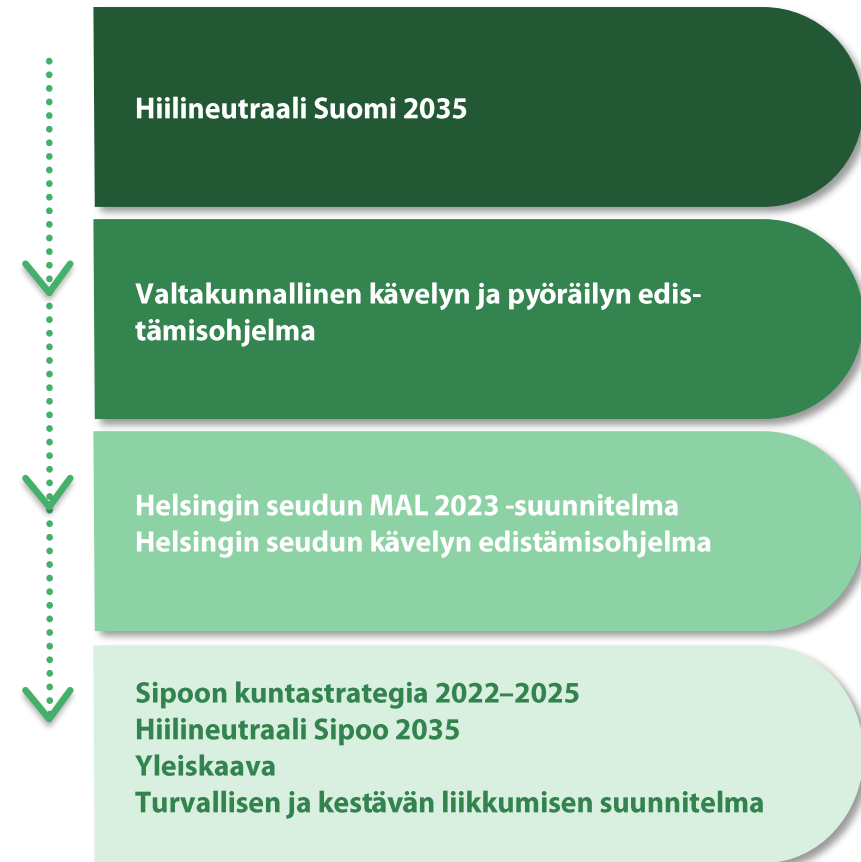 Hiilineutraali Suomi 2035
Valtakunnallinen kävelyn ja pyöräilyn edis-
tämisohjelma
Helsingin seudun MAL 2023 -suunnitelma
Helsingin seudun kävelyn edistämisohjelma
Sipoon kuntastrategia 2022–2025
Hiilineutraali Sipoo 2035
Yleiskaava
Turvallisen ja kestävän liikkumisen suunnitelma